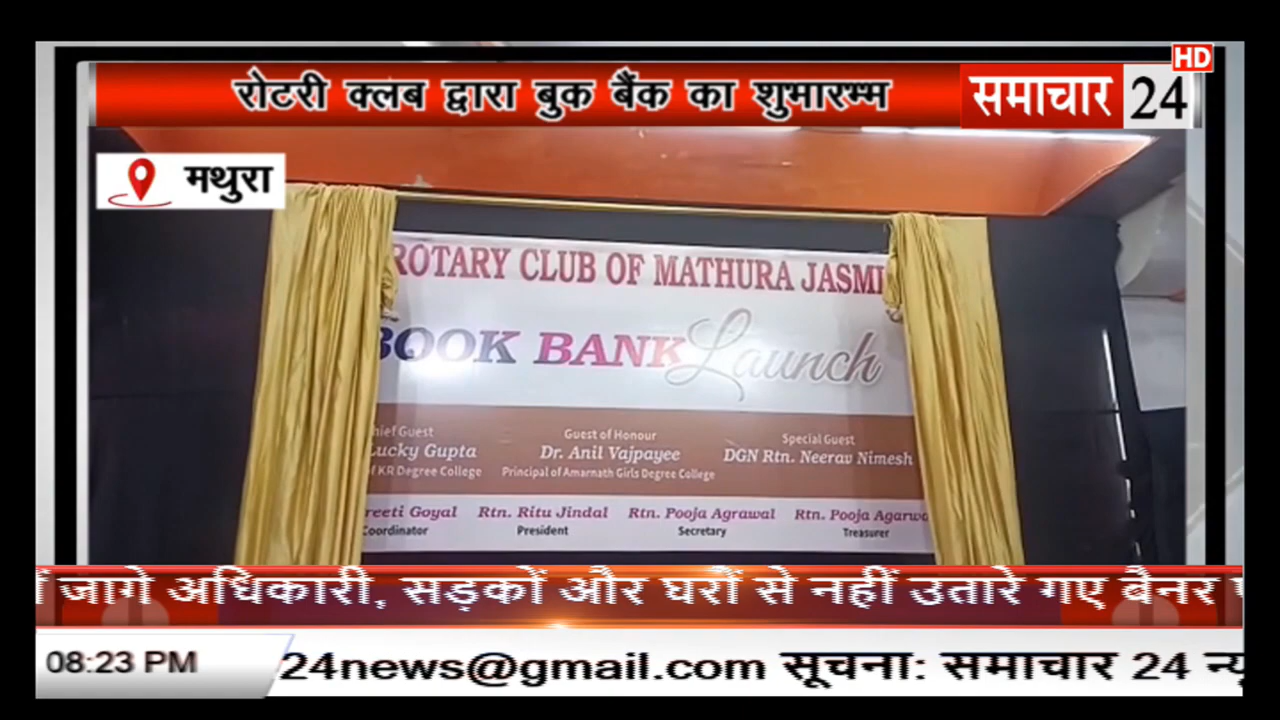 HD
रोटरी क्लब द्वारा बुक बैंक का शुभारम्भ
समाचार 24
मथुरा
ROTARY CLUB OF MATHURA JASMI
BOOK BANK Launch
hief Guest
Guest of Honour
Special Guest
Lucky Gupta
Dr. Anil Vajpayee
DGN Rtn. Neerav Nimesh
of KR Degree College
Principal of Amarnath Girls Degree College
reeti Goyal
Rtn. Ritu Jindal
Rtn. Pooja Agrawal
Rtn. Pooja Agarwa
Coordinator
President
Secretary
Treasurer
जागे अधिकारी, सड़कों और घरों से नहीं उतारे गए बैनर
08:23 PM
24news@gmail.com सूचना: समाचार 24 न्यू